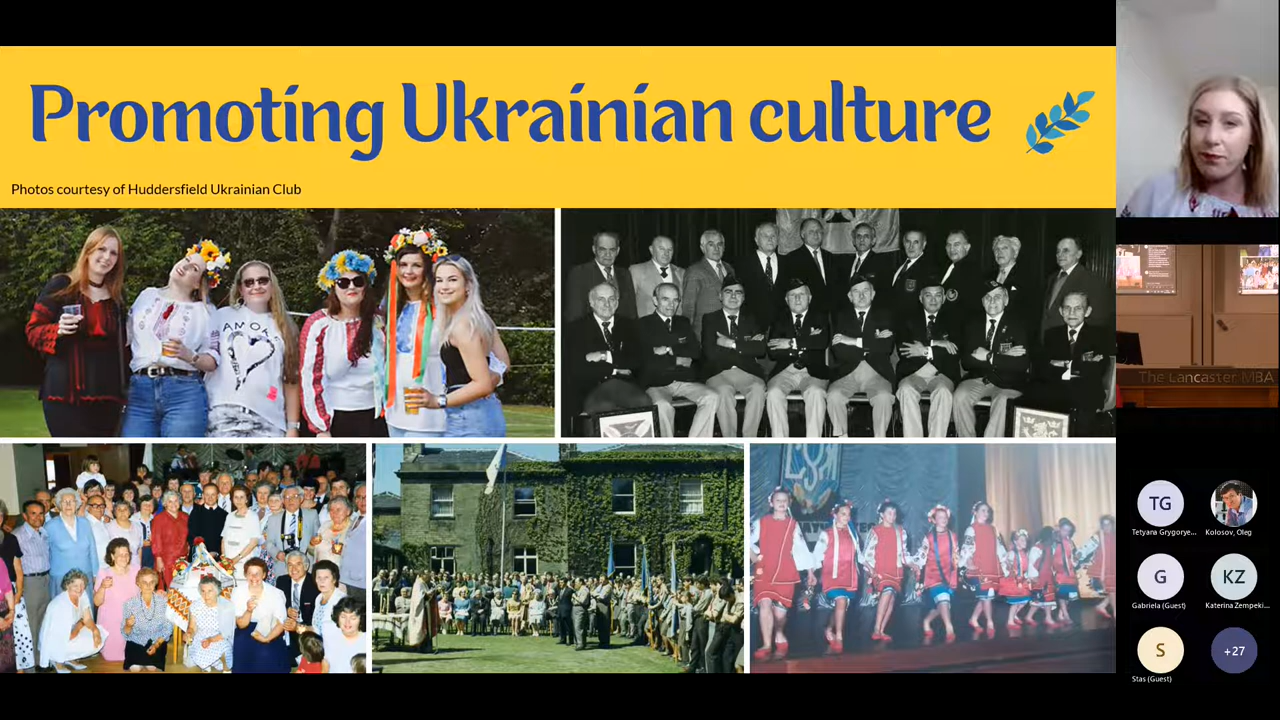 Promoting Ukrainian culture
Photos courtesy of Huddersfield Ukrainian Club
The Lancaster MBA
TG
Tetyana Grygorye...
Kolosov, Oleg
G
KZ
Gabriela (Guest)
Katerina Zempeki...
S
+27
Stas (Guest)